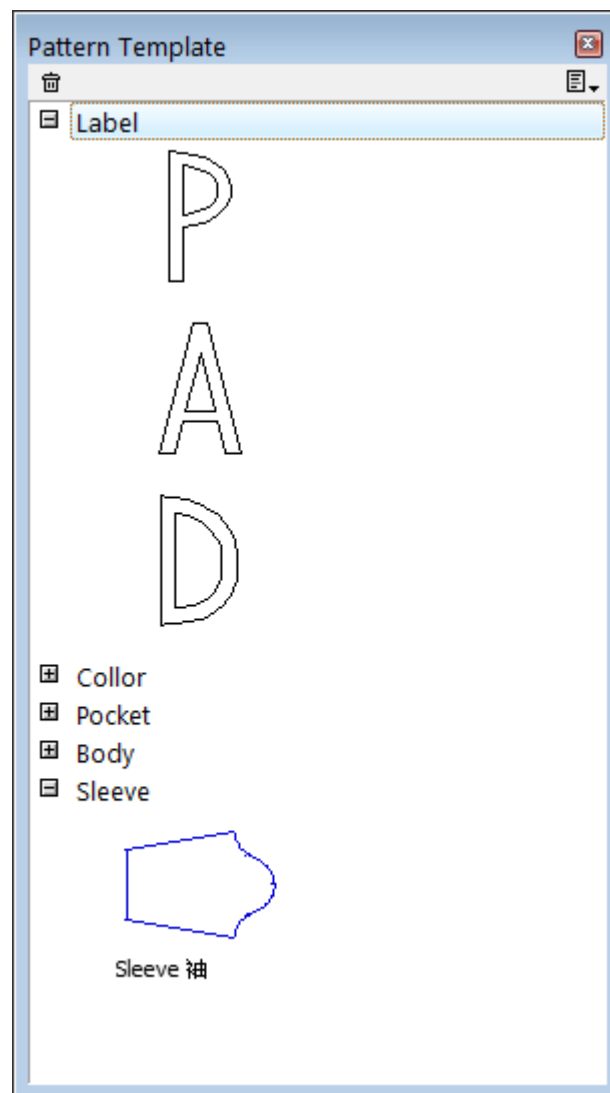 Pattern Template
Label
P
A
D
Collor
Pocket
Body
Sleeve
Sleeve 袖